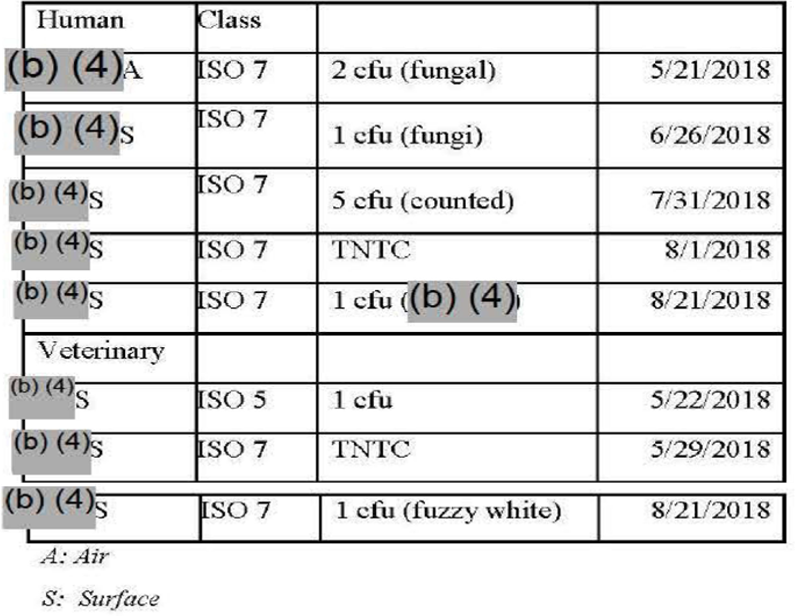 Human Class
(b) (4) A ISO 7 2 cfu (fungal) 5/21/2018
(b) (4) S ISO 7 1 cfu (fungi) 6/26/2018
(b) (4) S ISO 7 5 cfu (counted) 7/31/2018
(b) (4) S ISO 7 TNTC 8/1/2018
(b) (4) S ISO 7 1 cfu ((b) (4)) 8/21/2018
Veterinary
(b) (4) S ISO 5 1 cfu 5/22/2018
(b) (4) S ISO 7 TNTC 5/29/2018
(b) (4) S ISO 7 1 cfu (fuzzy white) 8/21/2018
A: Air
S: Surface